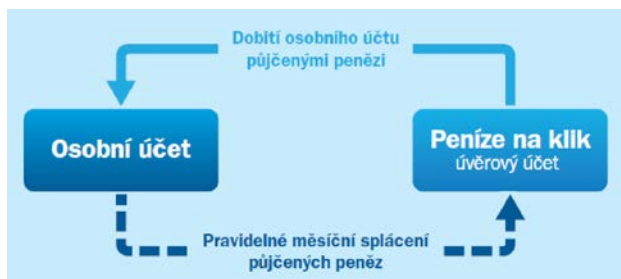 Dobití osobního účtu
půjčenými penězi
Osobní účet
Peníze na klik
úvěrový účet
Pravidelné měsíční splácení
půjčených peněz